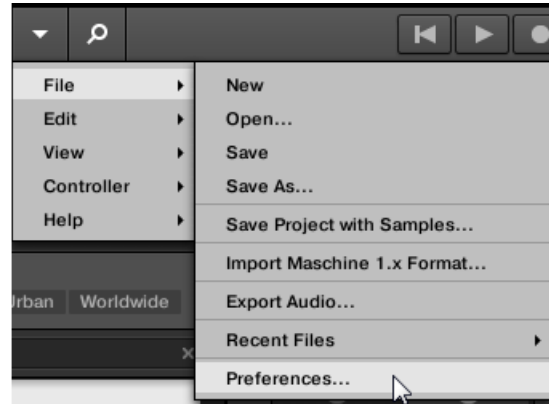 File
Edit
View
Controller
Help
New
Open...
Save
Save As...
Save Project with Samples...
Import Maschine 1.x Format...
Export Audio...
Recent Files
Preferences...
Worldwide